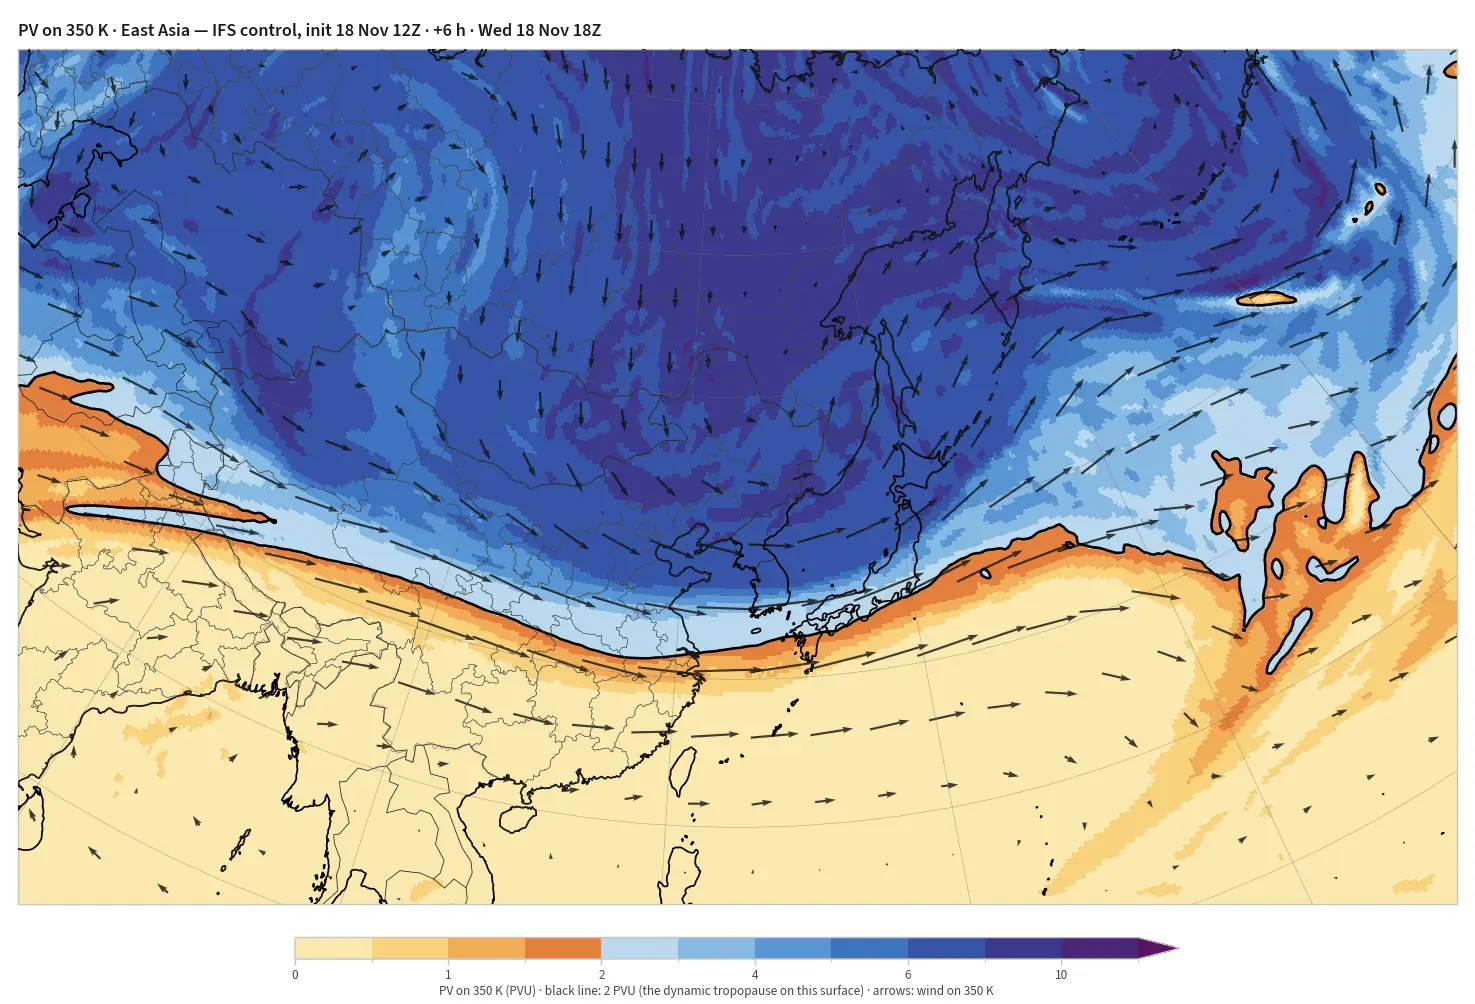 PV on 350 K · East Asia — IFS control, init 18 Nov 12Z · +6 h · Wed 18 Nov 18Z
0 1 2 4 6 10
PV on 350 K (PVU) · black line: 2 PVU (the dynamic tropopause on this surface) · arrows: wind on 350 K